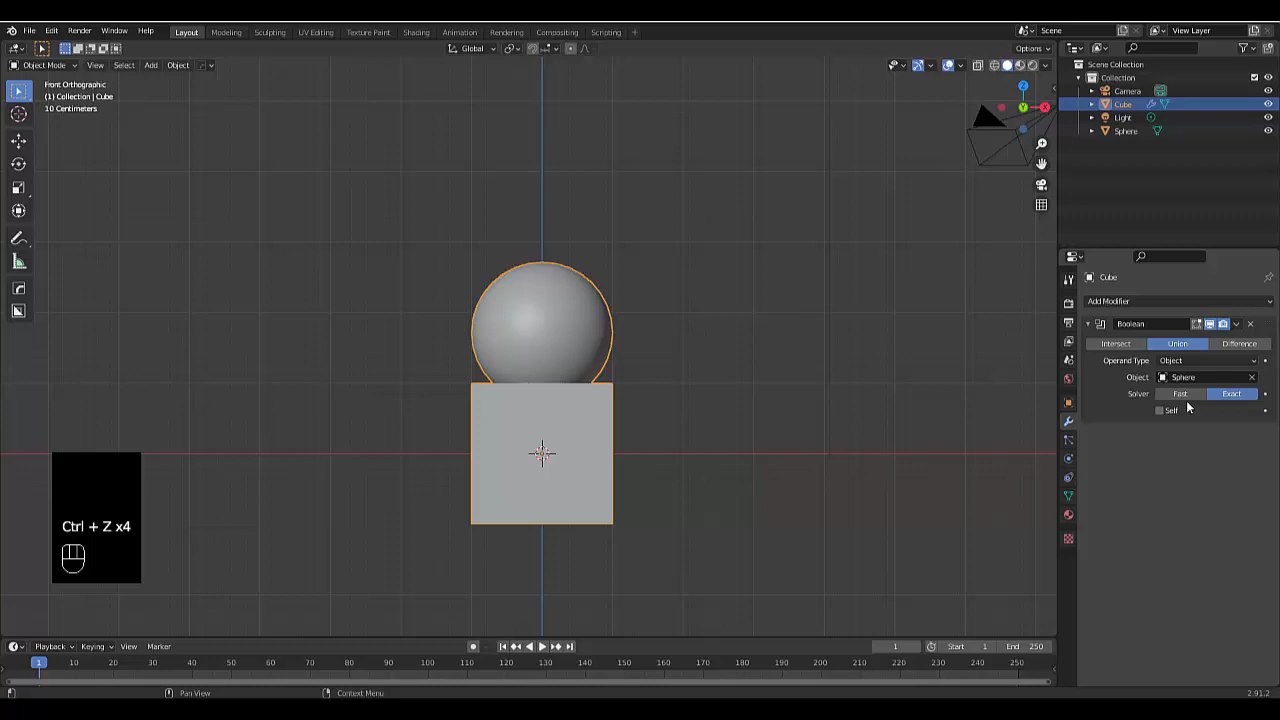 File Edit Render Window Help Layout Modeling Sculpting UV Editing Texture Paint Shading Animation Rendering Compositing Scripting Scene View Layer
Global Options
Object Mode View Select Add Object
Front Orthographic
(1) Collection | Cube
10 Centimeters
Scene Collection
Collection
Camera
Cube
Light
Sphere
Y
X
Z
Cube
Add Modifier
Boolean
Intersect Union Difference
Operand Type Object
Object Sphere
Solver Fast Exact
Self
Ctrl + Z x4
Playback Keying View Marker 1 Start 1 End 250
1 10 20 30 40 50 60 70 80 90 100 110 120 130 140 150 160 170 180 190 200 210 220 230 240 250
Pan View Context Menu 2.91.2